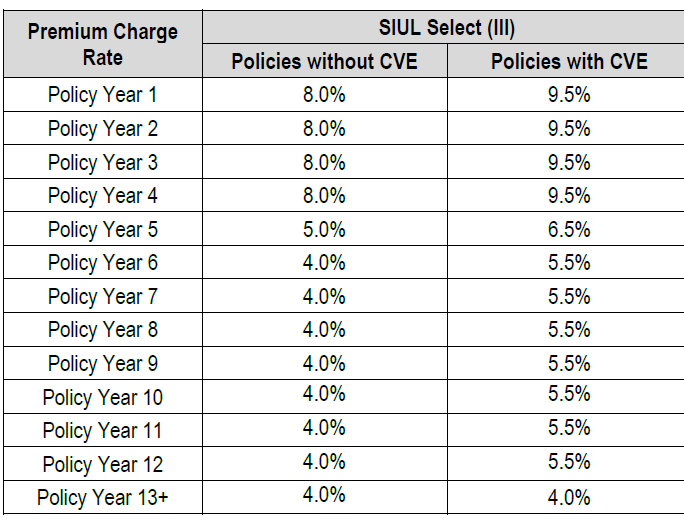 Premium Charge Rate SIUL Select (III)
Policies without CVE Policies with CVE
Policy Year 1 8.0% 9.5%
Policy Year 2 8.0% 9.5%
Policy Year 3 8.0% 9.5%
Policy Year 4 8.0% 9.5%
Policy Year 5 5.0% 6.5%
Policy Year 6 4.0% 5.5%
Policy Year 7 4.0% 5.5%
Policy Year 8 4.0% 5.5%
Policy Year 9 4.0% 5.5%
Policy Year 10 4.0% 5.5%
Policy Year 11 4.0% 5.5%
Policy Year 12 4.0% 5.5%
Policy Year 13+ 4.0% 4.0%